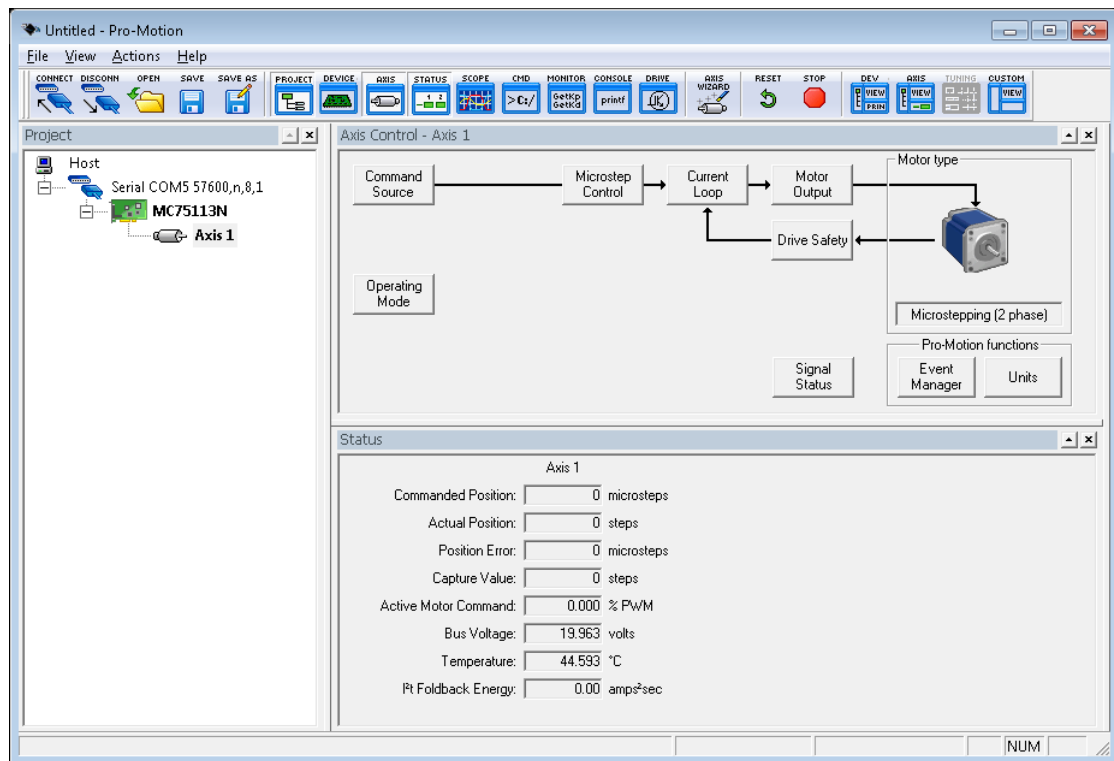 Untitled - Pro-Motion
File View Actions Help
CONNECT DISCONN OPEN SAVE SAVE AS PROJECT DEVICE AXIS STATUS SCOPE CMD MONITOR CONSOLE DRIVE AXIS WIZARD RESET STOP DEV AXIS TUNING CUSTOM
1 2 >C:/ GetKp GetKd printf VIEW PRIN VIEW VIEW
Project
Host
Serial COM5 57600,n,8,1
MC75113N
Axis 1
Axis Control - Axis 1
Command Source
Microstep Control
Current Loop
Motor Output
Motor type
Drive Safety
Operating Mode
Microstepping (2 phase)
Pro-Motion functions
Signal Status
Event Manager
Units
Status
Axis 1
Commanded Position: 0 microsteps
Actual Position: 0 steps
Position Error: 0 microsteps
Capture Value: 0 steps
Active Motor Command: 0.000 % PWM
Bus Voltage: 19.963 volts
Temperature: 44.593 °C
I²t Foldback Energy: 0.00 amps²sec
NUM